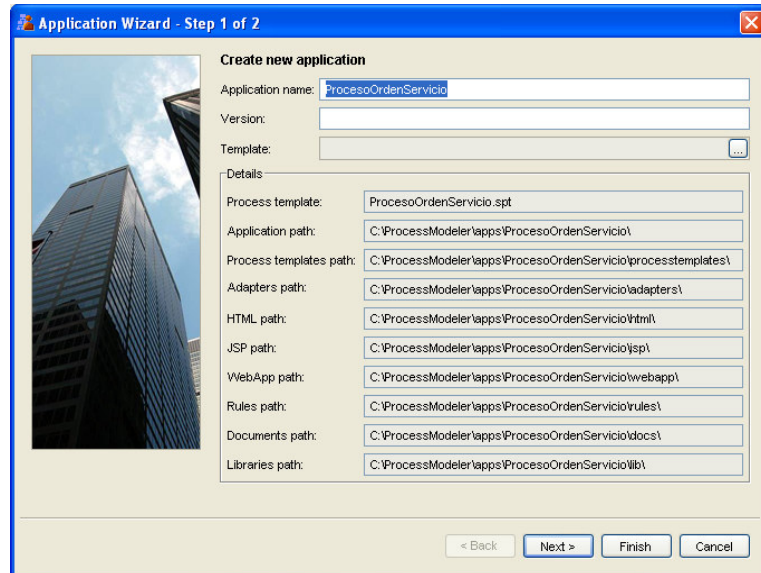 Application Wizard - Step 1 of 2
Create new application
Application name: ProcesoOrdenServicio
Version:
Template: ...
Details
Process template: ProcesoOrdenServicio.spt
Application path: C:\ProcessModeler\apps\ProcesoOrdenServicio\
Process templates path: C:\ProcessModeler\apps\ProcesoOrdenServicio\processtemplates\
Adapters path: C:\ProcessModeler\apps\ProcesoOrdenServicio\adapters\
HTML path: C:\ProcessModeler\apps\ProcesoOrdenServicio\html\
JSP path: C:\ProcessModeler\apps\ProcesoOrdenServicio\jsp\
WebApp path: C:\ProcessModeler\apps\ProcesoOrdenServicio\webapp\
Rules path: C:\ProcessModeler\apps\ProcesoOrdenServicio\rules\
Documents path: C:\ProcessModeler\apps\ProcesoOrdenServicio\docs\
Libraries path: C:\ProcessModeler\apps\ProcesoOrdenServicio\lib\
< Back Next > Finish Cancel